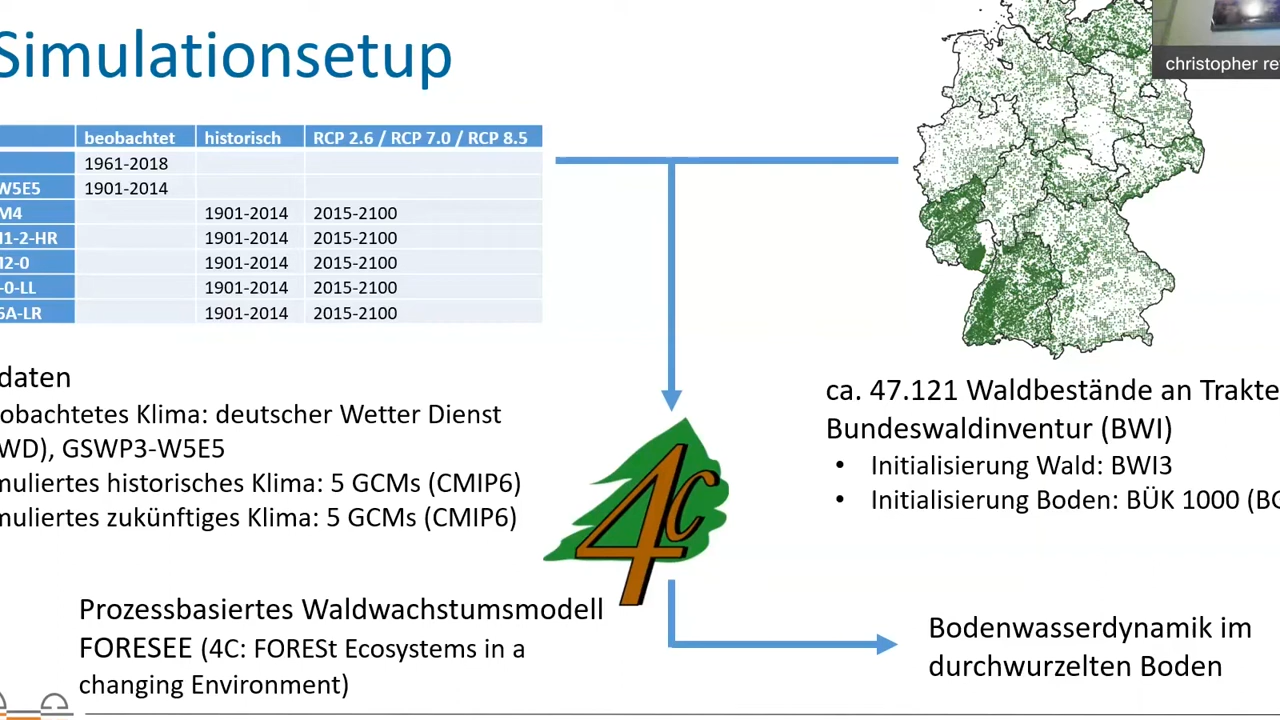 Simulationsetup
christopher re
beobachtet historisch RCP 2.6 / RCP 7.0 / RCP 8.5
1961-2018
W5E5 1901-2014
M4 1901-2014 2015-2100
1-2-HR 1901-2014 2015-2100
2-0 1901-2014 2015-2100
-0-LL 1901-2014 2015-2100
6A-LR 1901-2014 2015-2100
daten
obachtetes Klima: deutscher Wetter Dienst
WD), GSWP3-W5E5
muliertes historisches Klima: 5 GCMs (CMIP6)
muliertes zukünftiges Klima: 5 GCMs (CMIP6)
ca. 47.121 Waldbestände an Trakte
Bundeswaldinventur (BWI)
• Initialisierung Wald: BWI3
• Initialisierung Boden: BÜK 1000 (BG
4C
Prozessbasiertes Waldwachstumsmodell
FORESEE (4C: FORESt Ecosystems in a
changing Environment)
Bodenwasserdynamik im
durchwurzelten Boden